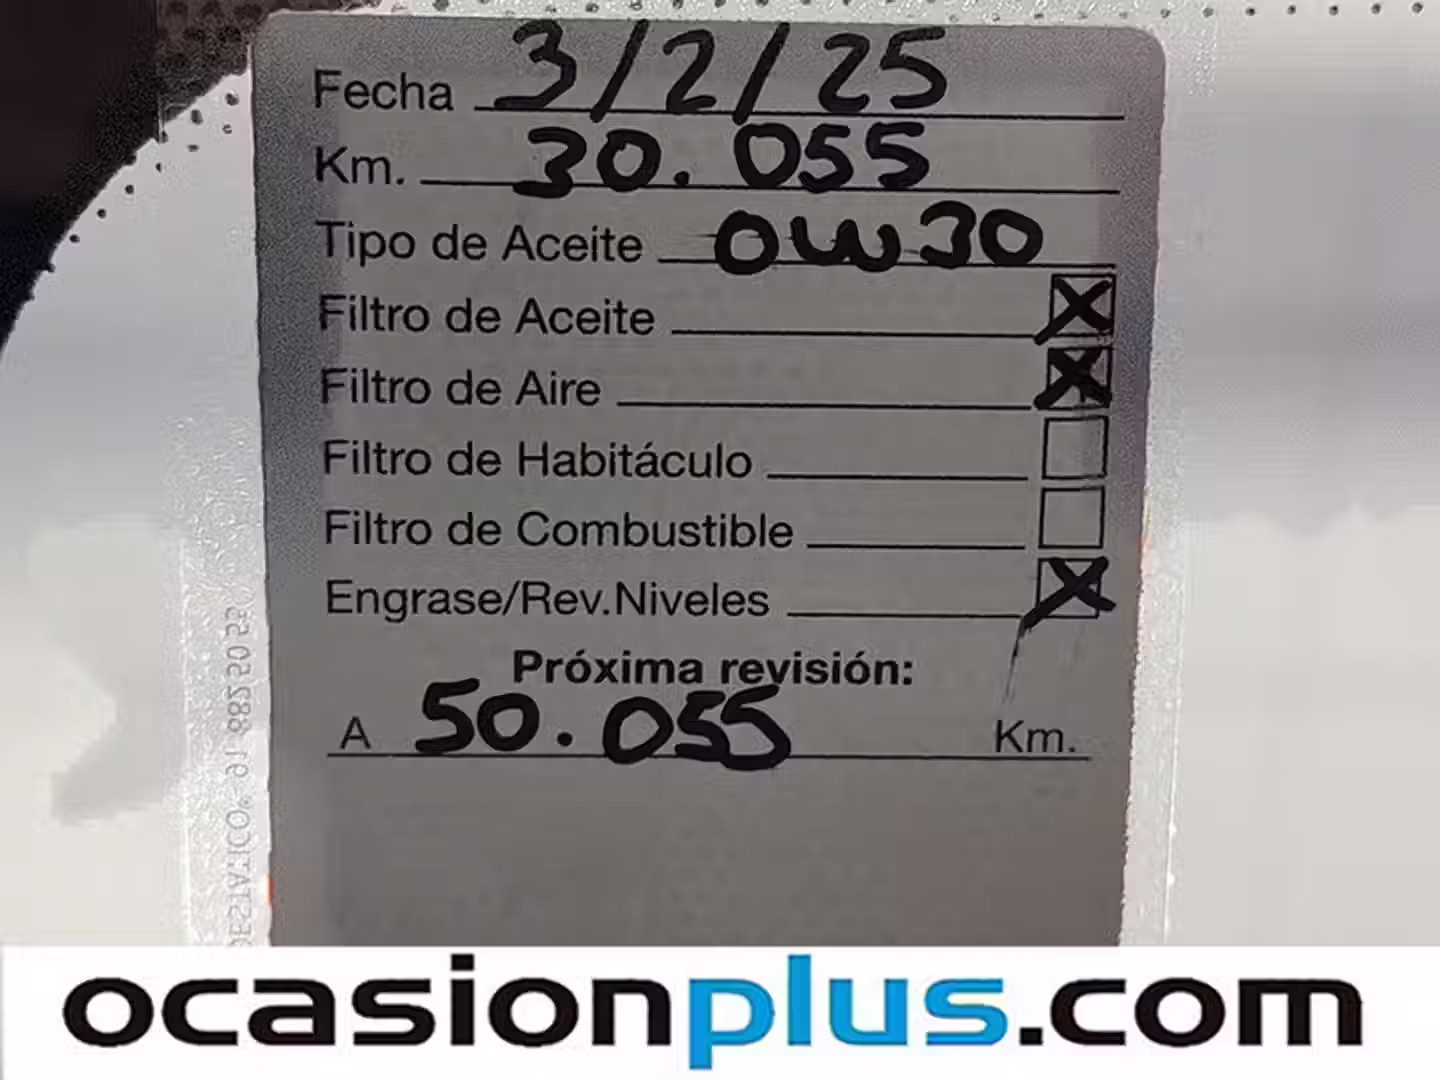 Fecha 3/2/25
Km. 30.055
Tipo de Aceite 0W30
Filtro de Aceite X
Filtro de Aire X
Filtro de Habitáculo
Filtro de Combustible
Engrase/Rev.Niveles X
Próxima revisión:
A 50.055 Km.
ocasionplus.com